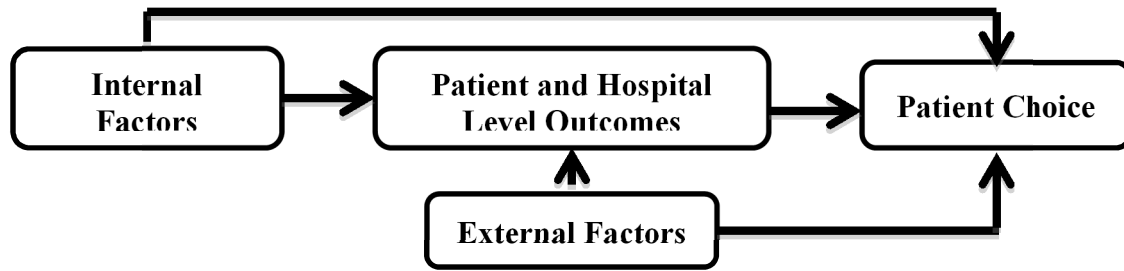 Internal
Factors
Patient and Hospital
Level Outcomes
Patient Choice
External Factors